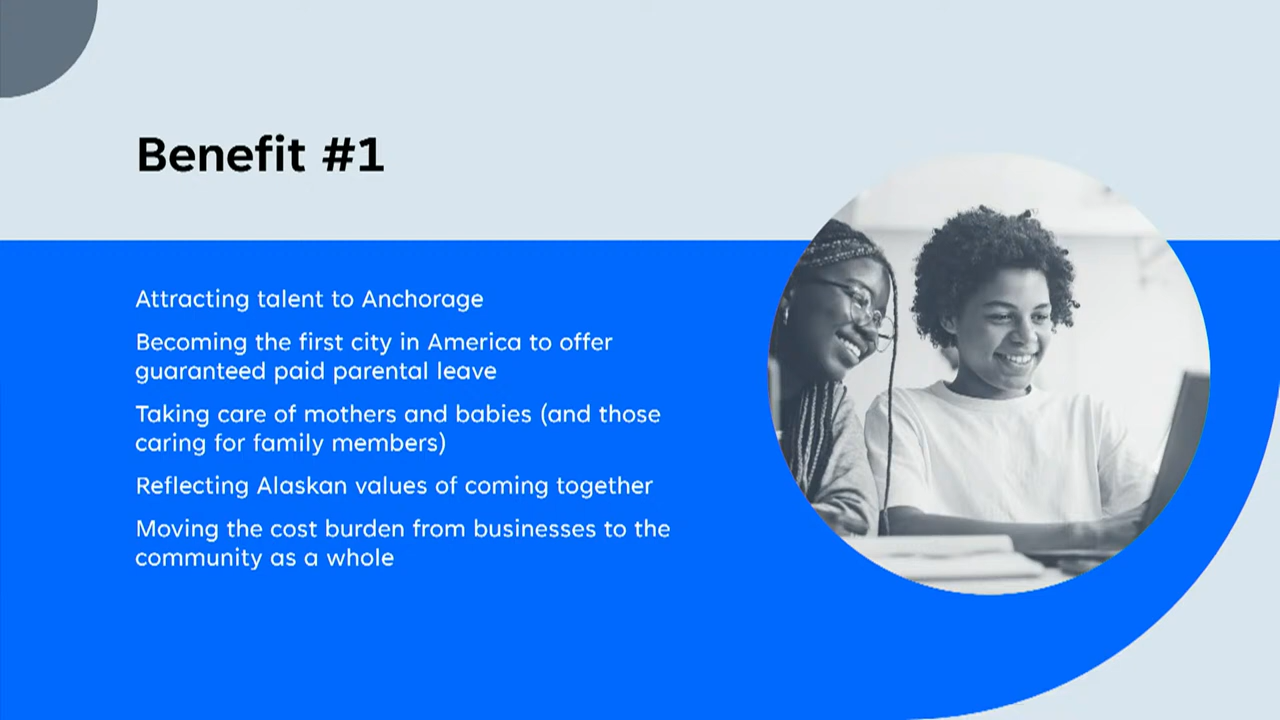 Benefit #1
Attracting talent to Anchorage
Becoming the first city in America to offer
guaranteed paid parental leave
Taking care of mothers and babies (and those
caring for family members)
Reflecting Alaskan values of coming together
Moving the cost burden from businesses to the
community as a whole